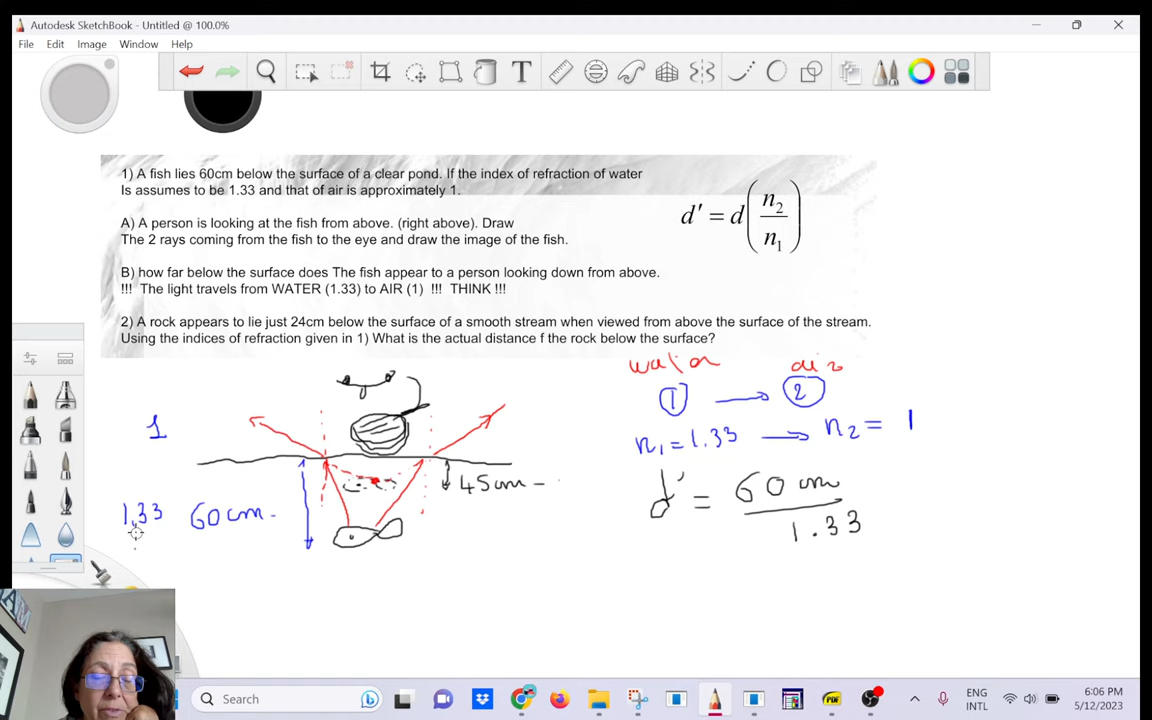 Autodesk SketchBook - Untitled @ 100.0%
File Edit Image Window Help
T
1) A fish lies 60cm below the surface of a clear pond. If the index of refraction of water
Is assumes to be 1.33 and that of air is approximately 1.
d' = d(n2/n1)
A) A person is looking at the fish from above. (right above). Draw
The 2 rays coming from the fish to the eye and draw the image of the fish.
B) how far below the surface does The fish appear to a person looking down from above.
!!! The light travels from WATER (1.33) to AIR (1) !!! THINK !!!
2) A rock appears to lie just 24cm below the surface of a smooth stream when viewed from above the surface of the stream.
Using the indices of refraction given in 1) What is the actual distance f the rock below the surface?
water air
1 → 2
1
n1 = 1.33 → n2 = 1
45cm
1.33 60cm
d' = 60 cm / 1.33
Search
PDF
ENG
INTL
6:06 PM
5/12/2023